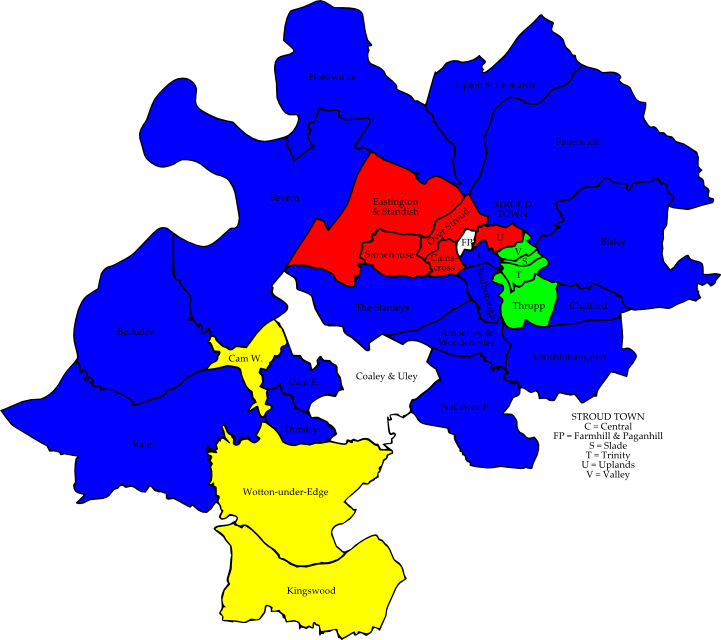 Hardwicke
Upton St Leonards
Painswick
Severn
Eastington
& Standish
STROUD
TOWN
Over Stroud
U
FP
Bisley
V
Stonehouse
Cains-
cross
C
S
T
Rodborough
The Stanleys
Thrupp
Chalford
Berkeley
Amberley &
Woodchester
Cam W.
Minchinhampton
Cam E.
Coaley & Uley
Nailsworth
Dursley
Vale
STROUD TOWN
C = Central
FP = Farmhill & Paganhill
S = Slade
T = Trinity
U = Uplands
V = Valley
Wotton-under-Edge
Kingswood